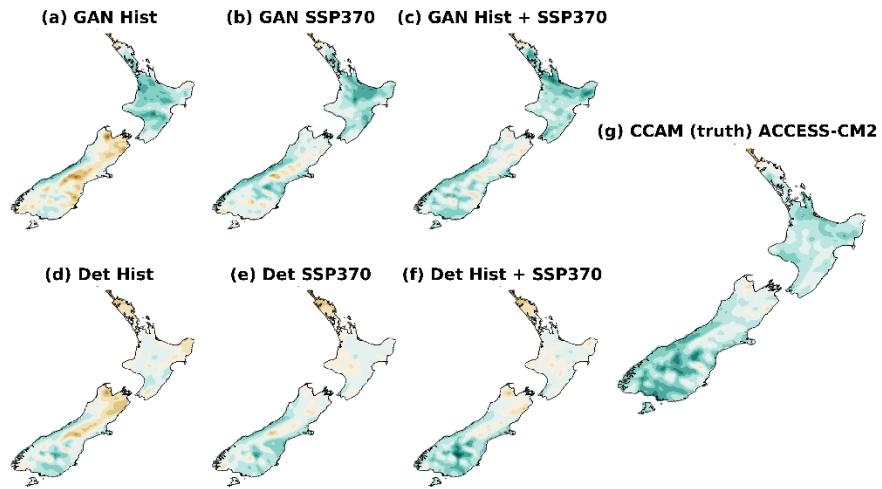 (a) GAN Hist
(b) GAN SSP370
(c) GAN Hist + SSP370
(g) CCAM (truth) ACCESS-CM2
(d) Det Hist
(e) Det SSP370
(f) Det Hist + SSP370